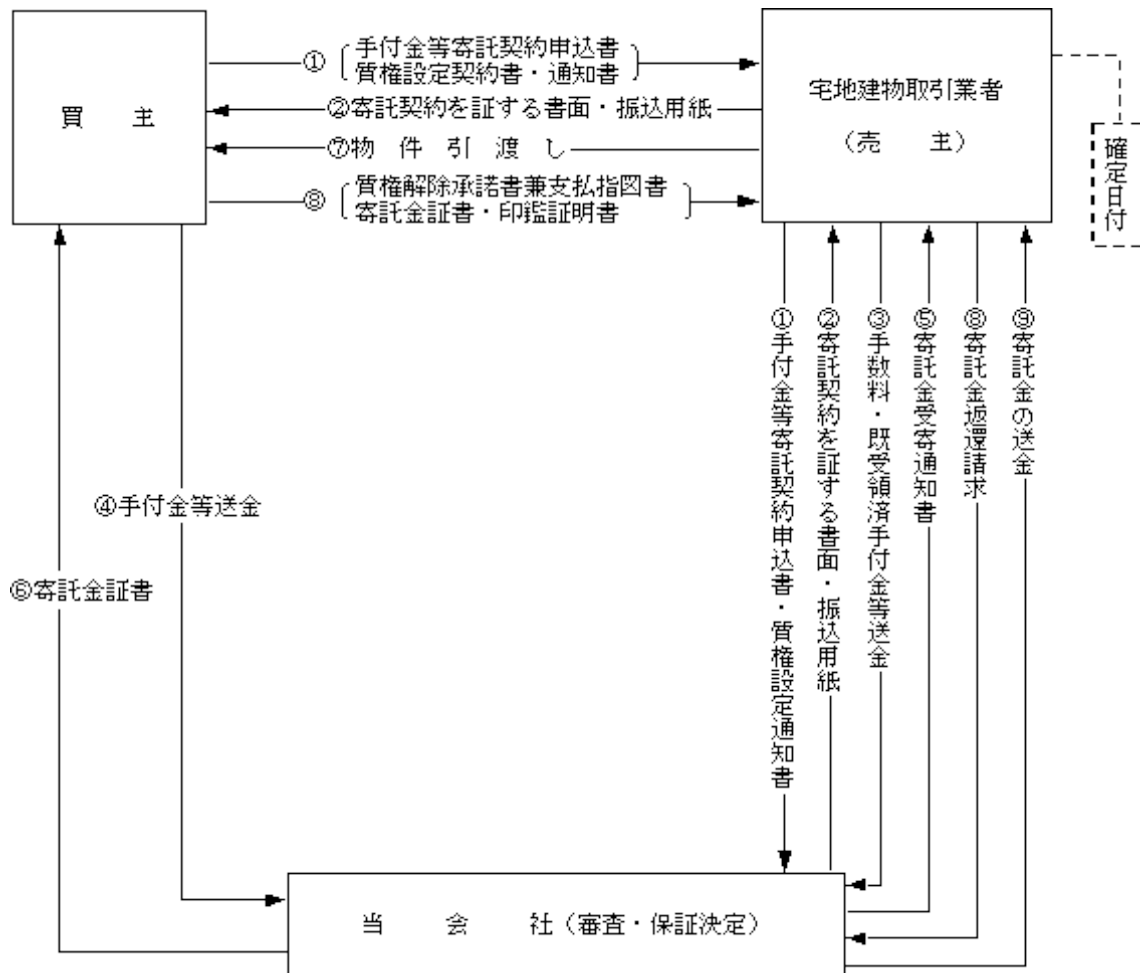 ①手付金等寄託契約申込書
質権設定契約書・通知書
②寄託契約を証する書面・振込用紙
⑦物件引渡し
⑧質権解除承諾書兼支払指図書
寄託金証書・印鑑証明書
買主
宅地建物取引業者
(売主)
確定日付
①手付金等寄託契約申込書・質権設定通知書
②寄託契約を証する書面・振込用紙
③手数料・既受領済手付金等送金
⑤寄託金受寄通知書
⑧寄託金返還請求
⑨寄託金の送金
④手付金等送金
⑥寄託金証書
当会社(審査・保証決定)